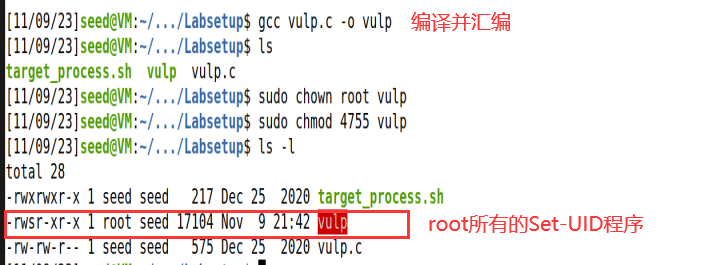 [11/09/23]seed@VM:~/.../Labsetup$ gcc vulp.c -o vulp 编译并汇编
[11/09/23]seed@VM:~/.../Labsetup$ ls
target_process.sh vulp vulp.c
[11/09/23]seed@VM:~/.../Labsetup$ sudo chown root vulp
[11/09/23]seed@VM:~/.../Labsetup$ sudo chmod 4755 vulp
[11/09/23]seed@VM:~/.../Labsetup$ ls -l
total 28
-rwxrwxr-x 1 seed seed 217 Dec 25 2020 target_process.sh
-rwsr-xr-x 1 root seed 17104 Nov 9 21:42 vulp root所有的Set-UID程序
-rw-rw-r-- 1 seed seed 575 Dec 25 2020 vulp.c